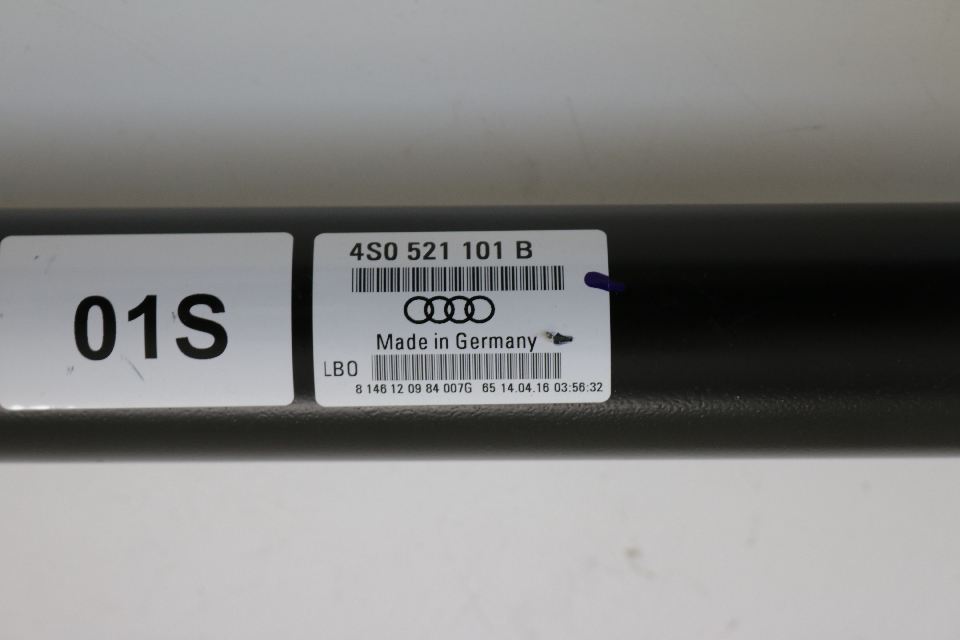 01S
4S0 521 101 B
Made in Germany
LBO
8 146 12 09 84 007G 65 14.04.16 03:56:32